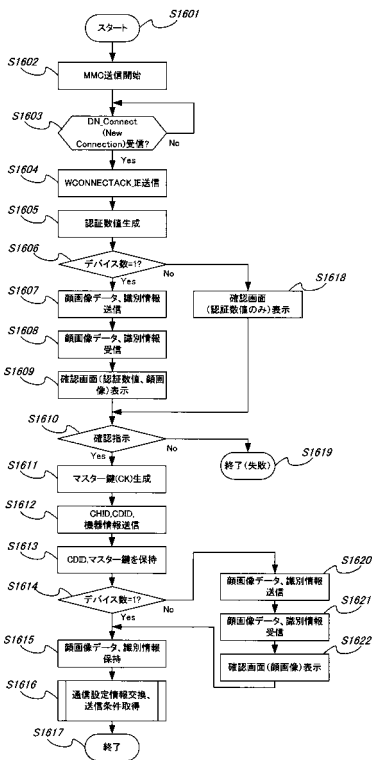 S1601
スタート
S1602
MMC送信開始
S1603
DN_Connect
(New
Connection)受信?
No
Yes
S1604
WCONNECTACK_IE送信
S1605
認証数値生成
S1606
デバイス数=1?
No
Yes
S1607
顔画像データ、識別情報
送信
S1618
確認画面
(認証数値のみ)表示
S1608
顔画像データ、識別情報
受信
S1609
確認画面(認証数値、顔画
像)表示
S1610
確認指示
No
Yes
S1619
終了(失敗)
S1611
マスター鍵(CK)生成
S1612
CHID,CDID,
機器情報送信
S1613
CDID,マスター鍵を保持
S1614
デバイス数=1?
No
Yes
S1620
顔画像データ、識別情報
送信
S1621
顔画像データ、識別情報
受信
S1622
確認画面(顔画像)表示
S1615
顔画像データ、識別情報
保持
S1616
通信設定情報交換、
送信条件取得
S1617
終了